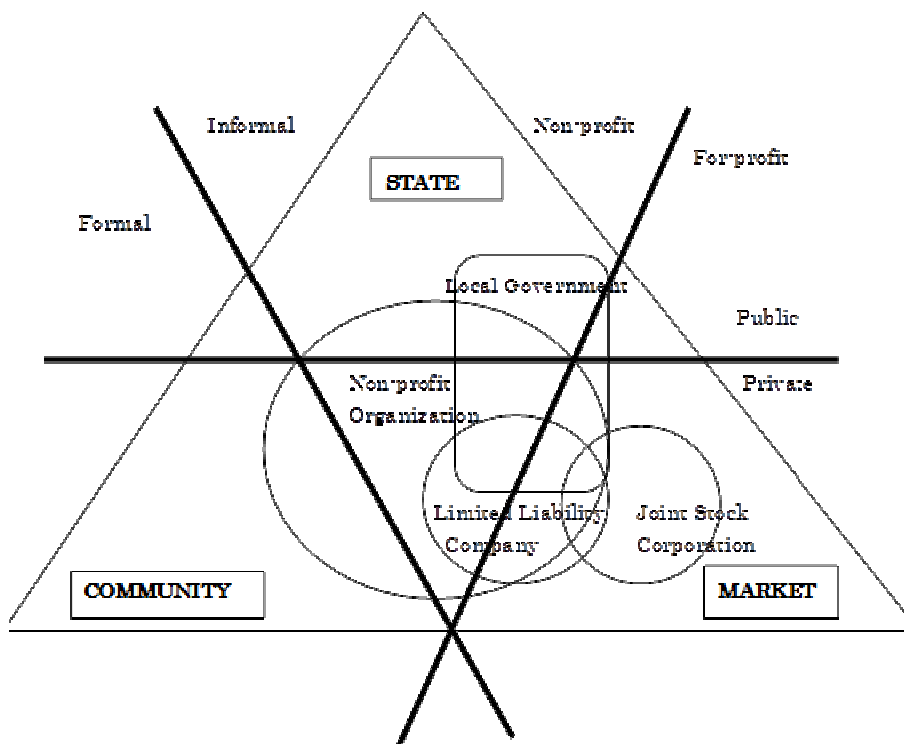 Informal
Non-profit
For-profit
STATE
Formal
Local Government
Public
Non-profit
Private
Organization
Limited Liability
Joint Stock
Company
Corporation
COMMUNITY
MARKET